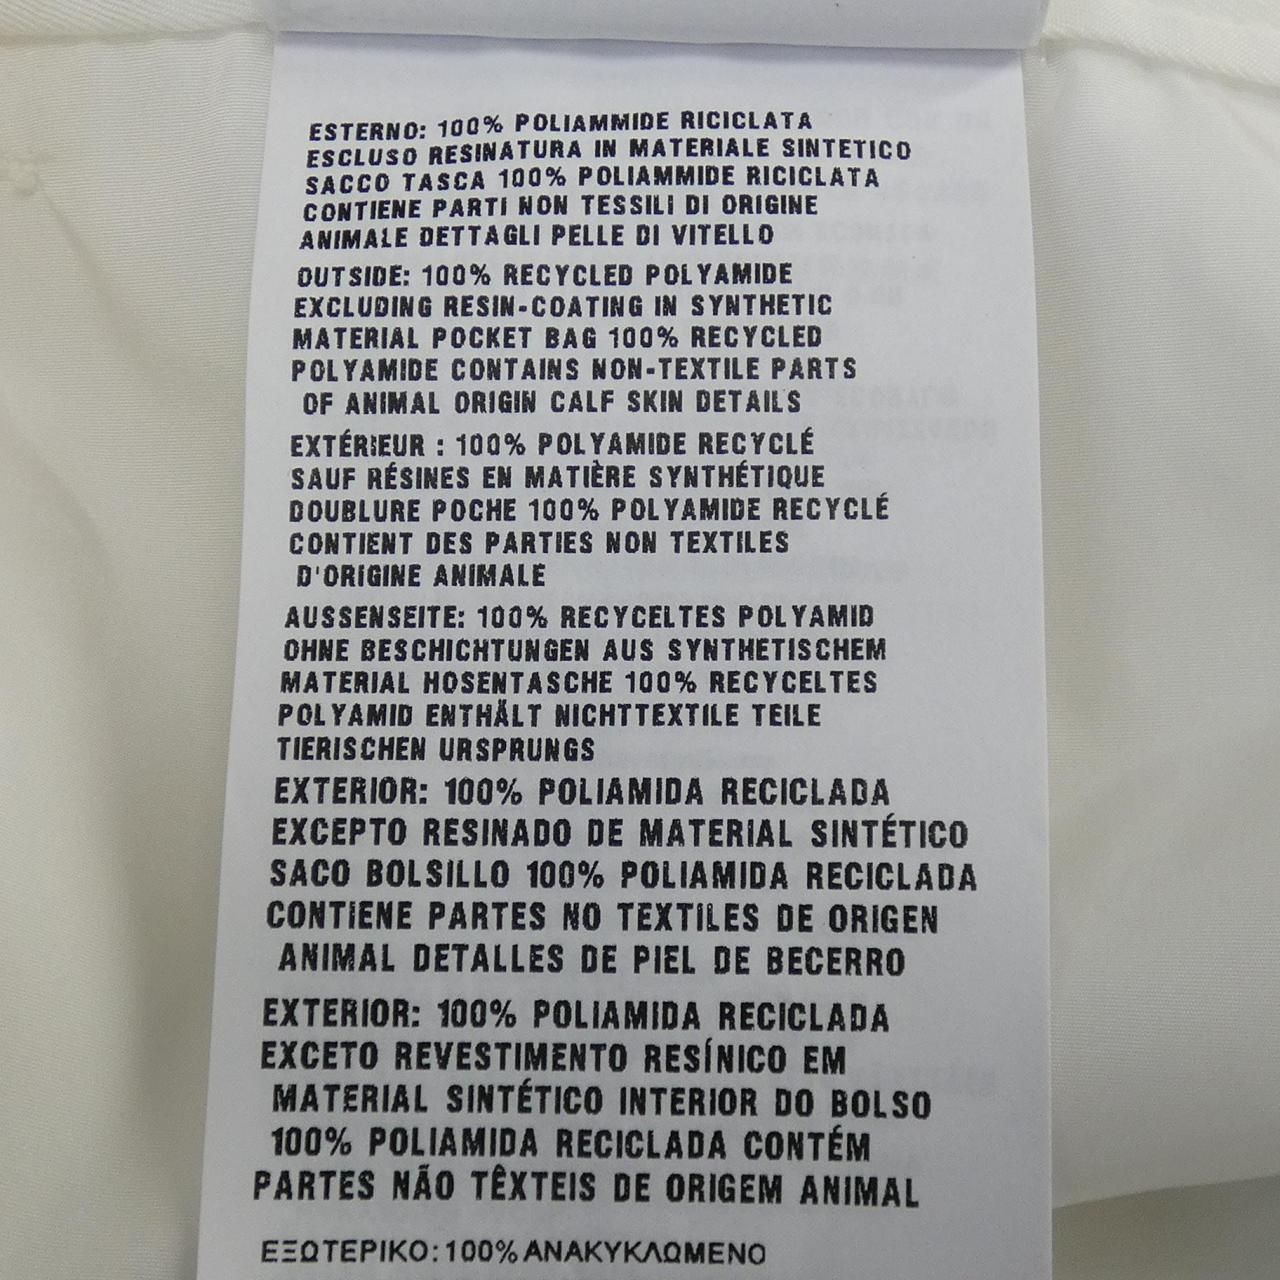 ESTERNO: 100% POLIAMMIDE RICICLATA
ESCLUSO RESINATURA IN MATERIALE SINTETICO
SACCO TASCA 100% POLIAMMIDE RICICLATA
CONTIENE PARTI NON TESSILI DI ORIGINE
ANIMALE DETTAGLI PELLE DI VITELLO
OUTSIDE: 100% RECYCLED POLYAMIDE
EXCLUDING RESIN-COATING IN SYNTHETIC
MATERIAL POCKET BAG 100% RECYCLED
POLYAMIDE CONTAINS NON-TEXTILE PARTS
OF ANIMAL ORIGIN CALF SKIN DETAILS
EXTÉRIEUR : 100% POLYAMIDE RECYCLÉ
SAUF RÉSINES EN MATIÈRE SYNTHÉTIQUE
DOUBLURE POCHE 100% POLYAMIDE RECYCLÉ
CONTIENT DES PARTIES NON TEXTILES
D'ORIGINE ANIMALE
AUSSENSEITE: 100% RECYCELTES POLYAMID
OHNE BESCHICHTUNGEN AUS SYNTHETISCHEM
MATERIAL HOSENTASCHE 100% RECYCELTES
POLYAMID ENTHÄLT NICHTTEXTILE TEILE
TIERISCHEN URSPRUNGS
EXTERIOR: 100% POLIAMIDA RECICLADA
EXCEPTO RESINADO DE MATERIAL SINTÉTICO
SACO BOLSILLO 100% POLIAMIDA RECICLADA
CONTIENE PARTES NO TEXTILES DE ORIGEN
ANIMAL DETALLES DE PIEL DE BECERRO
EXTERIOR: 100% POLIAMIDA RECICLADA
EXCETO REVESTIMENTO RESÍNICO EM
MATERIAL SINTÉTICO INTERIOR DO BOLSO
100% POLIAMIDA RECICLADA CONTÉM
PARTES NÃO TÊXTEIS DE ORIGEM ANIMAL
ΕΞΩΤΕΡΙΚΟ: 100% ΑΝΑΚΥΚΛΩΜΕΝΟ